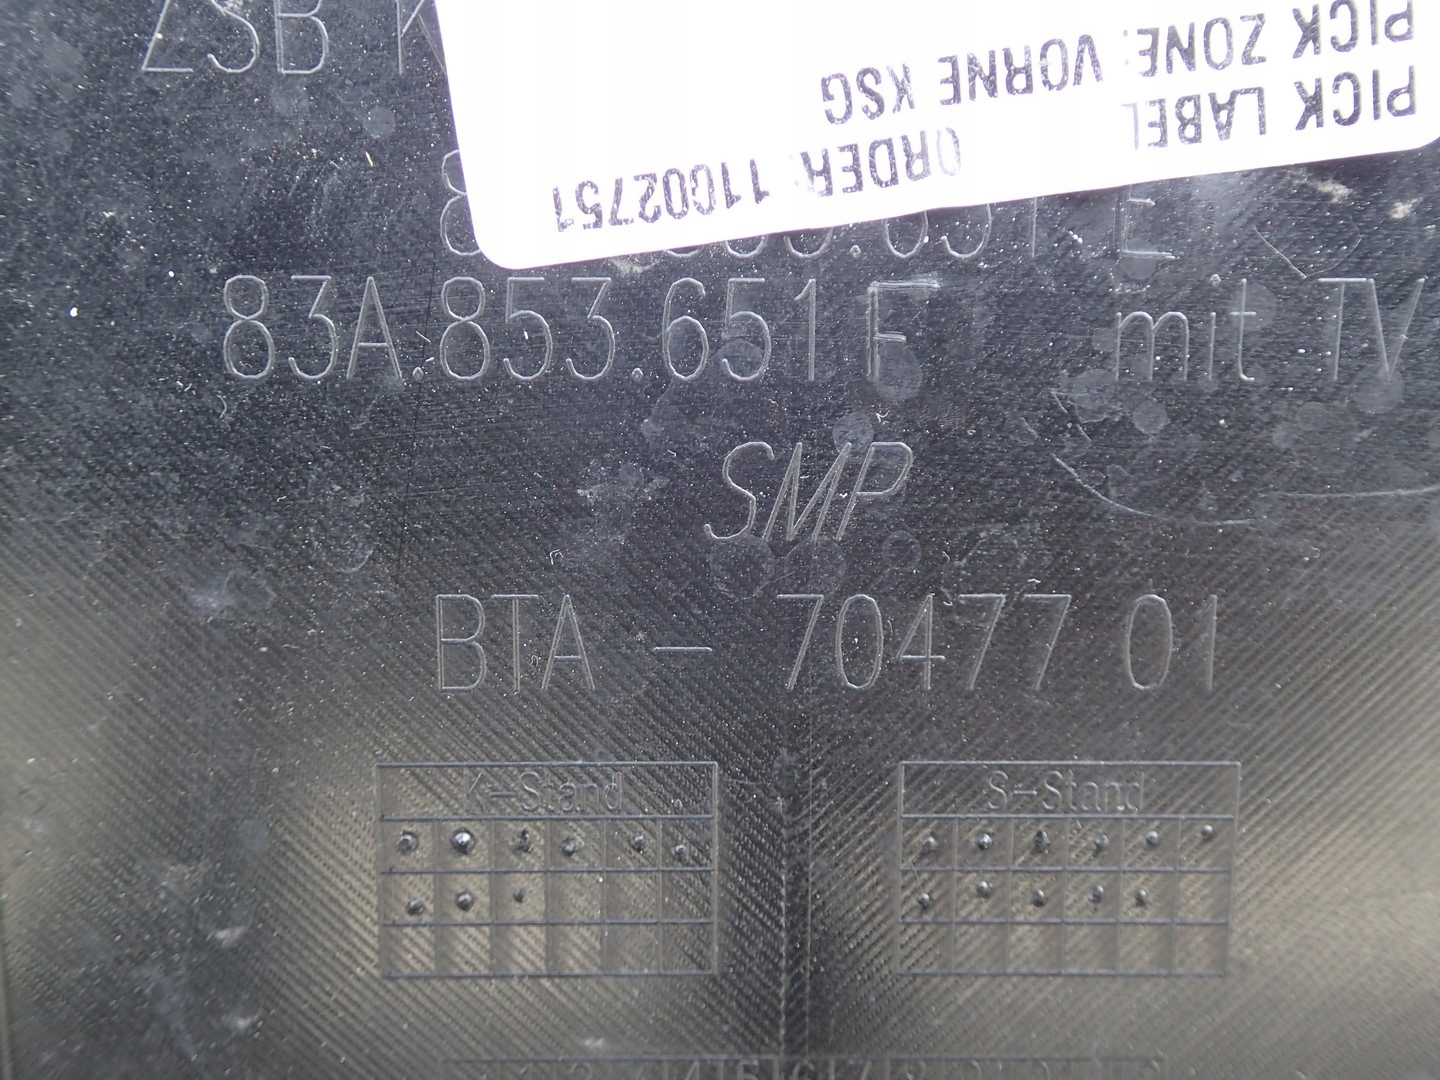 ZSB K
PICK LABEL
PICK ZONE: VORNE KSG
ORDER: 11002751
83A.853.651 F mit TV
SMP
BTA - 70477 01
K-Stand
S-Stand